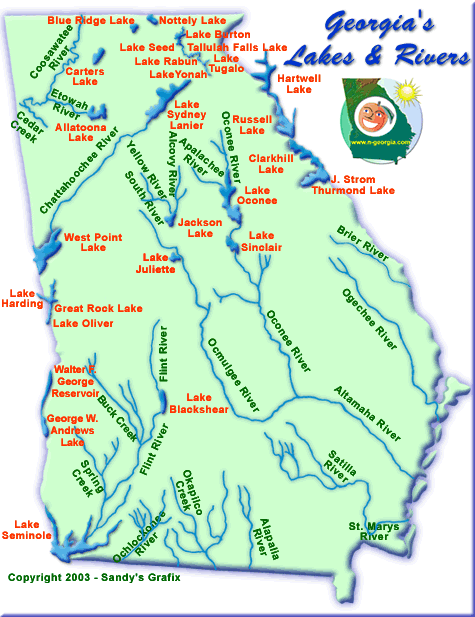 Georgia's
Lakes & Rivers
Blue Ridge Lake
Nottely Lake
Lake Burton
Lake Seed
Tallulah Falls Lake
Lake Rabun
Lake
Tugalo
LakeYonah
Coosawatee
River
Carters
Lake
Hartwell
Lake
www.n-georgia.com
Etowah
River
Cedar
Creek
Allatoona
Lake
Lake
Sydney
Lanier
Russell
Lake
Oconee River
Chattahoochee River
Yellow River
Alcovy River
Apalachee
River
South River
Clarkhill
Lake
J. Strom
Thurmond Lake
Lake
Oconee
Jackson
Lake
Lake
Sinclair
Brier River
West Point
Lake
Lake
Juliette
Lake
Harding
Great Rock Lake
Lake Oliver
Ogechee River
Oconee River
Flint River
Ocmulgee River
Walter F.
George
Reservoir
Buck Creek
Lake
Blackshear
Altamaha River
George W.
Andrews
Lake
Flint River
Spring
Creek
Satilla
River
Okapilco
Creek
Lake
Seminole
Ochlockonee
River
Alapalla
River
St. Marys
River
Copyright 2003 - Sandy's Grafix